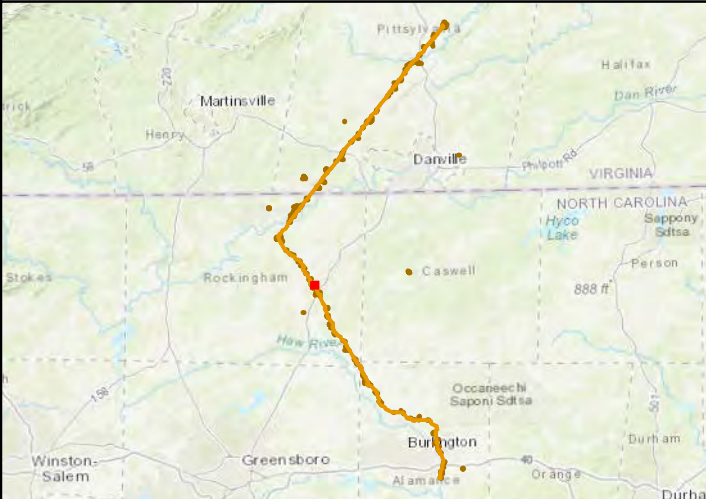 Pittsylvania
Halifax
220
Dan River
Martinsville
Henry
58
Danville
Philpott Rd
VIRGINIA
NORTH CAROLINA
Hyco
Lake
Sappony
Sdtsa
Person
Stokes
Rockingham
Caswell
888 ft
Haw River
158
Occaneechi
Saponi Sdtsa
501
Burlington
Durham
Winston-
Salem
Greensboro
40
Alamance
Orange
Durha